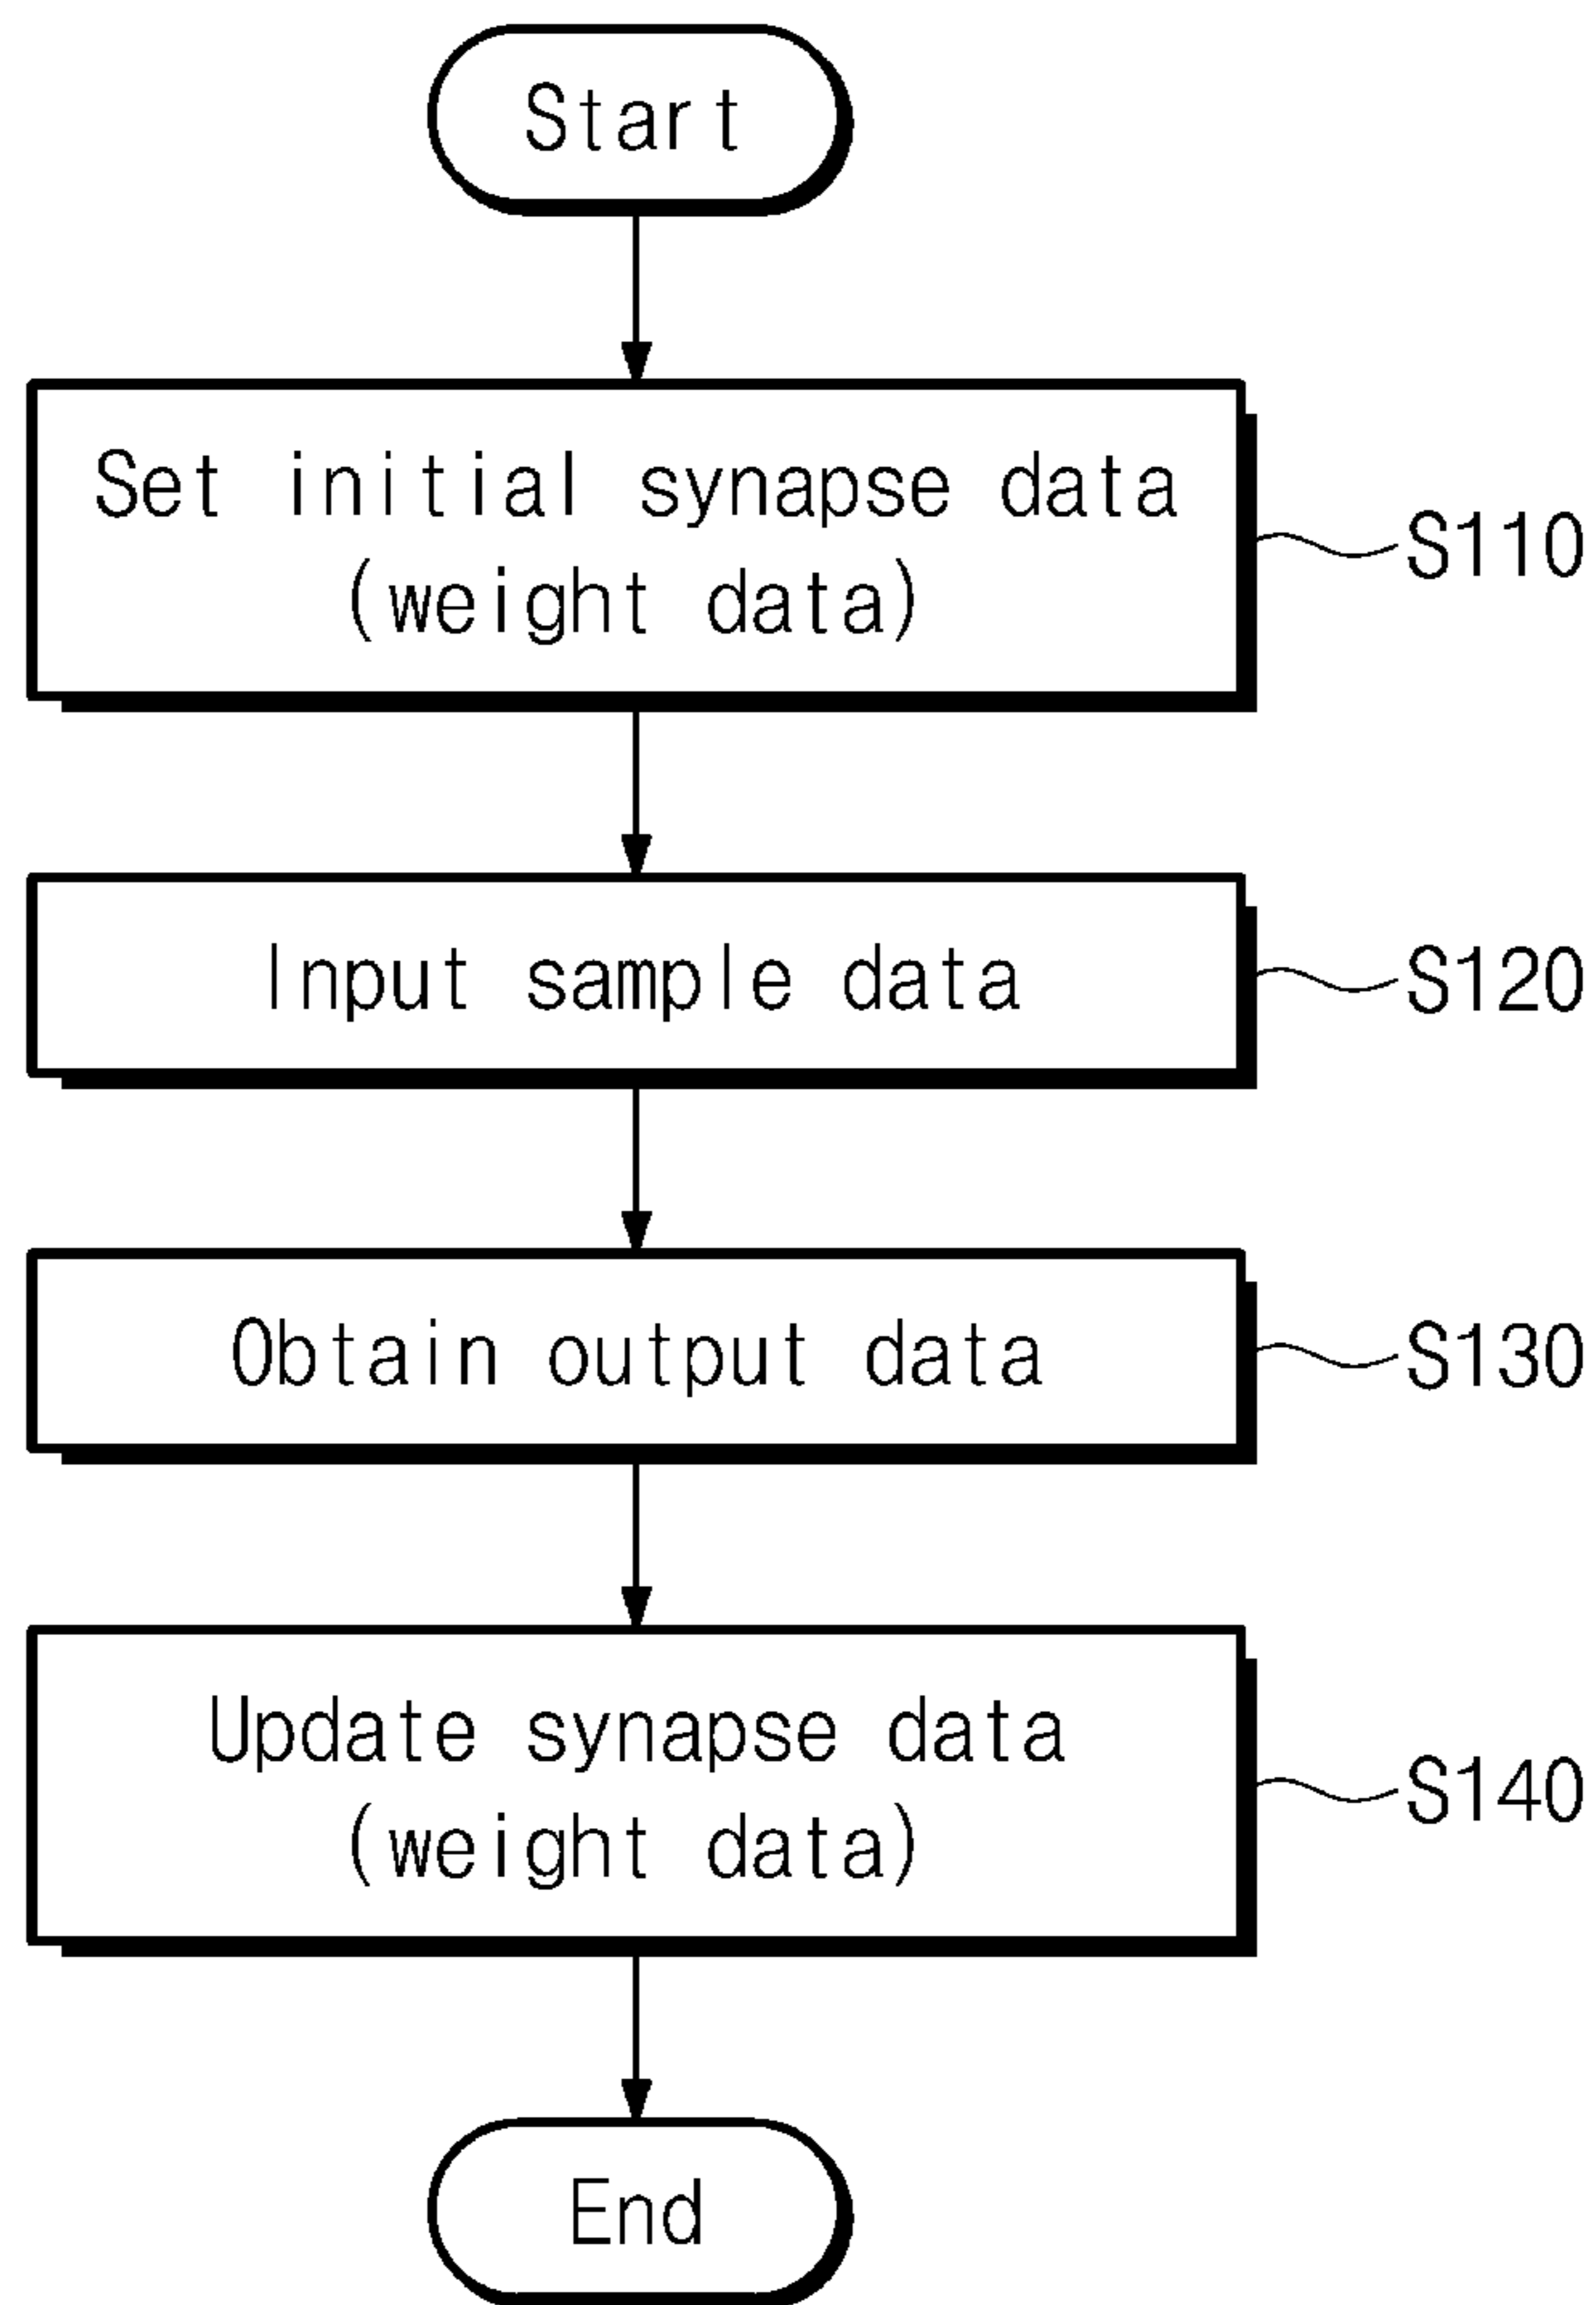 Start
Set initial synapse data
(weight data)
S110
Input sample data
S120
Obtain output data
S130
Update synapse data
(weight data)
S140
End